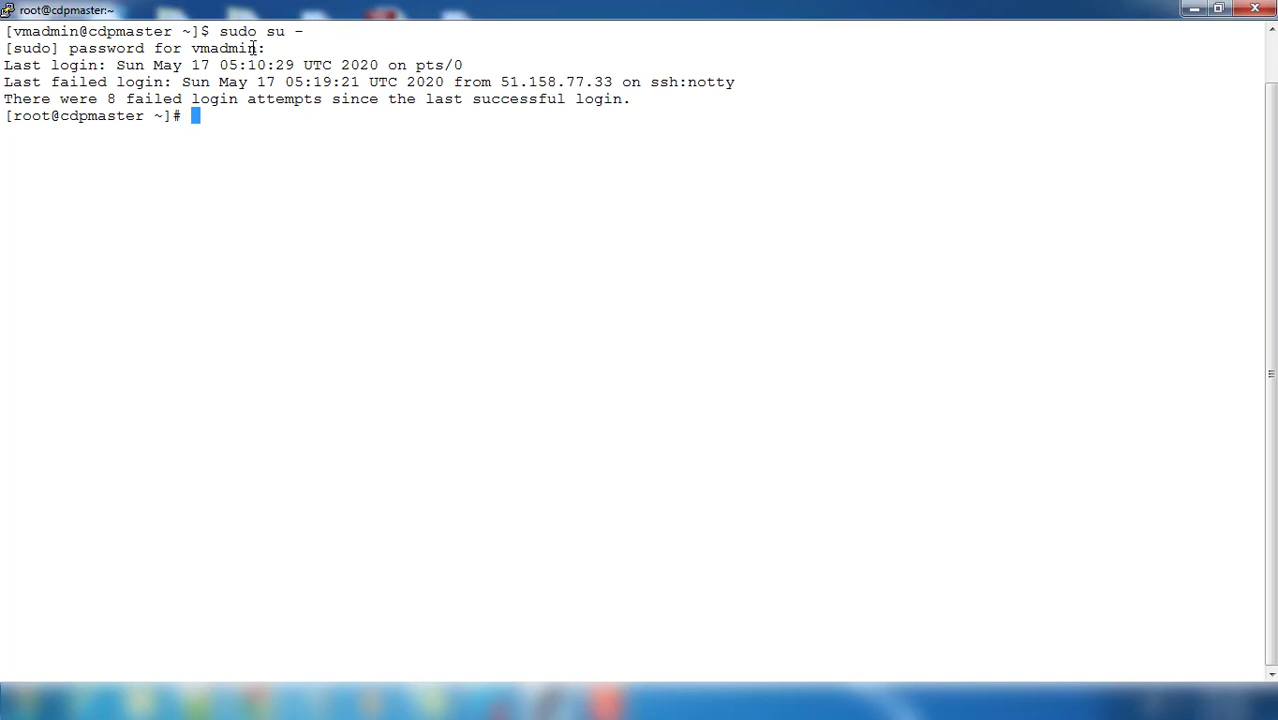 root@cdpmaster:~
[vmadmin@cdpmaster ~]$ sudo su -
[sudo] password for vmadmin:
Last login: Sun May 17 05:10:29 UTC 2020 on pts/0
Last failed login: Sun May 17 05:19:21 UTC 2020 from 51.158.77.33 on ssh:notty
There were 8 failed login attempts since the last successful login.
[root@cdpmaster ~]#